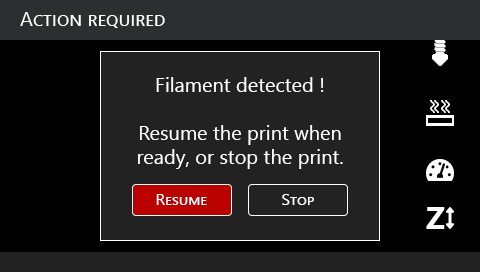 Action required
Filament detected !
Resume the print when
ready, or stop the print.
Resume
Stop
Z